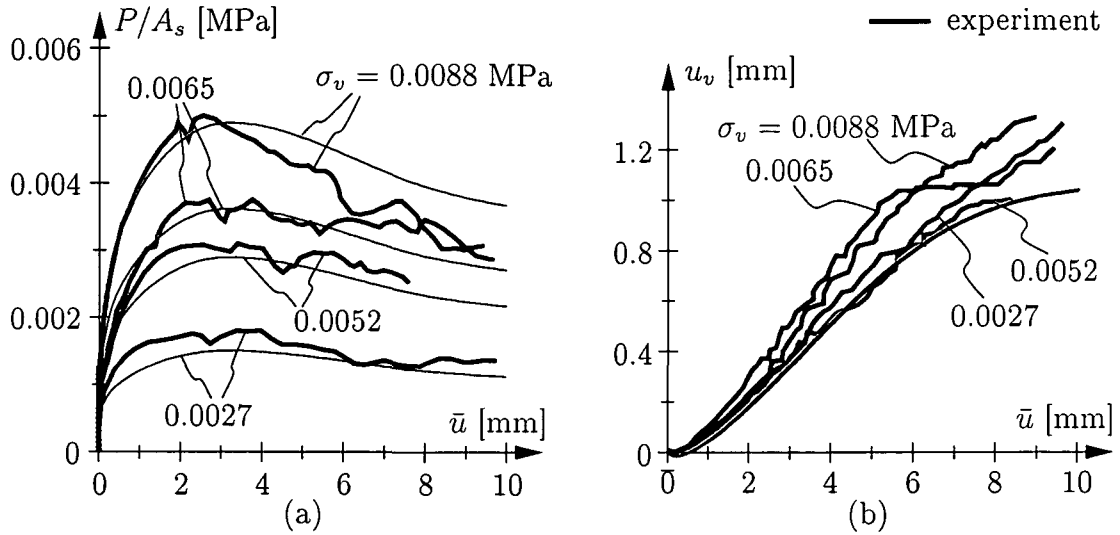 P/A_s [MPa]
0.006
0.004
0.002
0
0.0065
σ_v = 0.0088 MPa
0.0052
0.0027
ū [mm]
0 2 4 6 8 10
(a)
experiment
u_v [mm]
1.2
0.8
0.4
0
σ_v = 0.0088 MPa
0.0065
0.0052
0.0027
ū [mm]
0 2 4 6 8 10
(b)